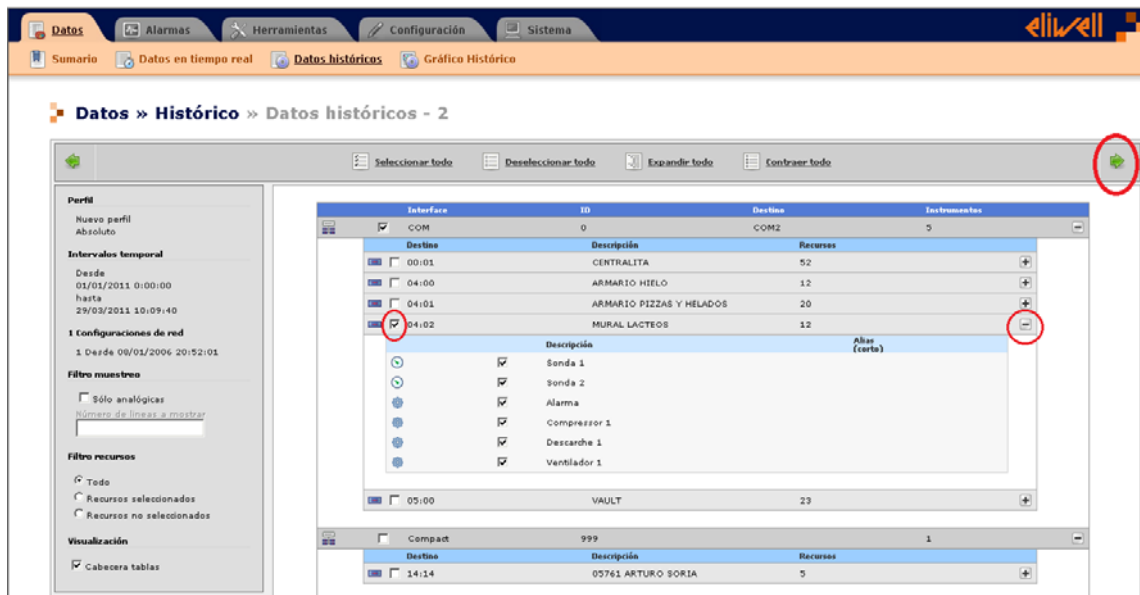 Datos Alarmas Herramientas Configuración Sistema eliwell
Sumario Datos en tiempo real Datos históricos Gráfico Histórico
Datos » Histórico » Datos históricos - 2
Seleccionar todo Deseleccionar todo Expandir todo Contraer todo
Perfil
Nuevo perfil
Absoluto
Intervalos temporal
Desde
01/01/2011 0:00:00
hasta
29/03/2011 10:09:40
1 Configuraciones de red
1 Desde 08/01/2006 20:52:01
Filtro muestreo
Sólo analógicas
Número de lineas a mostrar
Filtro recursos
Todo
Recursos seleccionados
Recursos no seleccionados
Visualización
Cabecera tablas
Interface ID Destino Instrumentos
COM 0 COM2 5
Destino Descripción Recursos
00:01 CENTRALITA 52
04:00 ARMARIO HIELO 12
04:01 ARMARIO PIZZAS Y HELADOS 20
04:02 MURAL LACTEOS 12
Descripción Alias
(corto)
Sonda 1
Sonda 2
Alarma
Compressor 1
Descarche 1
Ventilador 1
05:00 VAULT 23
Compact 999 1
Destino Descripción Recursos
14:14 05761 ARTURO SORIA 5